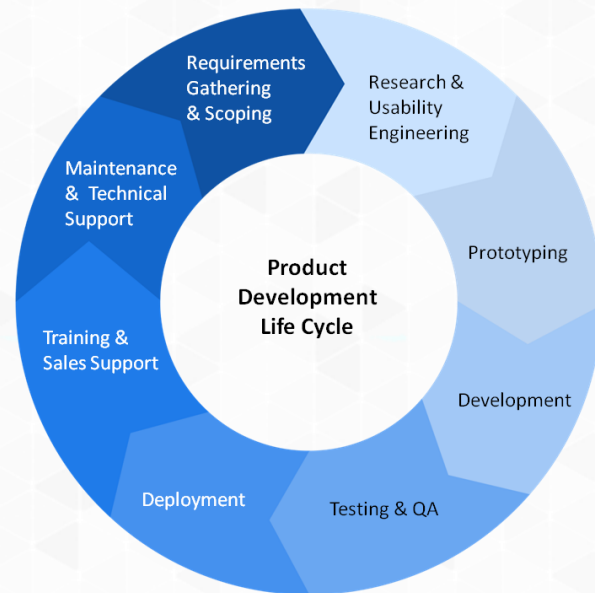 Product
Development
Life Cycle
Requirements
Gathering
& Scoping
Research &
Usability
Engineering
Prototyping
Development
Testing & QA
Deployment
Training &
Sales Support
Maintenance
& Technical
Support